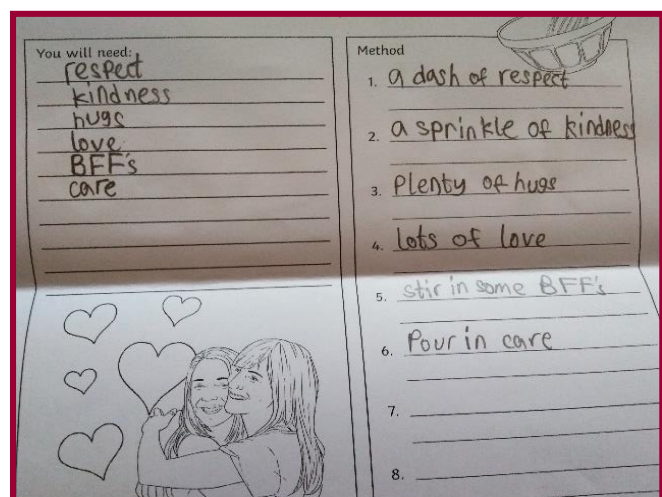 You will need:
respect
kindness
hugs
love
BFF's
care
Method
1. a dash of respect
2. a sprinkle of kindness
3. Plenty of hugs
4. lots of love
5. stir in some BFF's
6. Pour in care
7.
8.